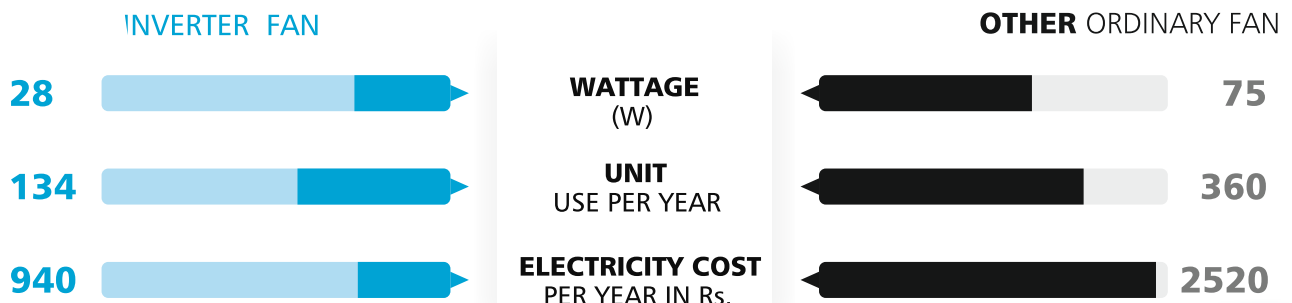 INVERTER FAN
OTHER ORDINARY FAN
28
WATTAGE
(W)
75
134
UNIT
USE PER YEAR
360
940
ELECTRICITY COST
PER YEAR IN Rs.
2520